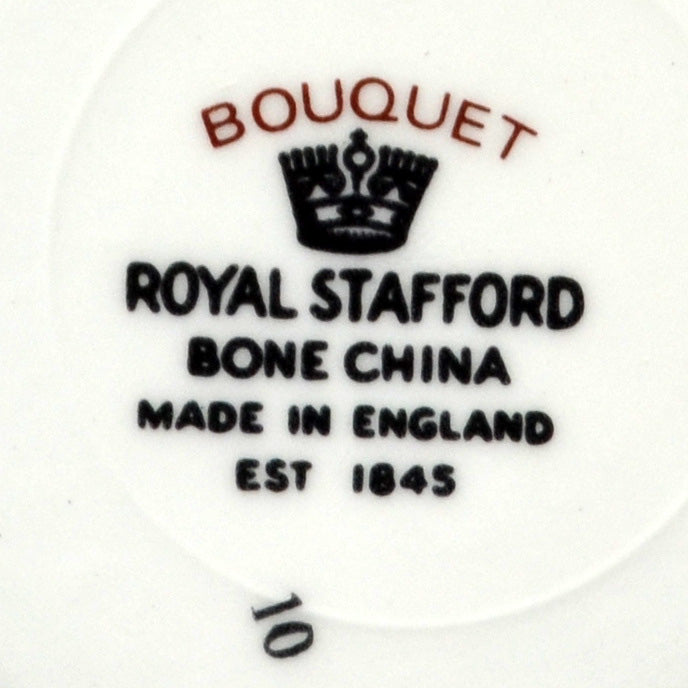 BOUQUET
ROYAL STAFFORD
BONE CHINA
MADE IN ENGLAND
EST 1845
10